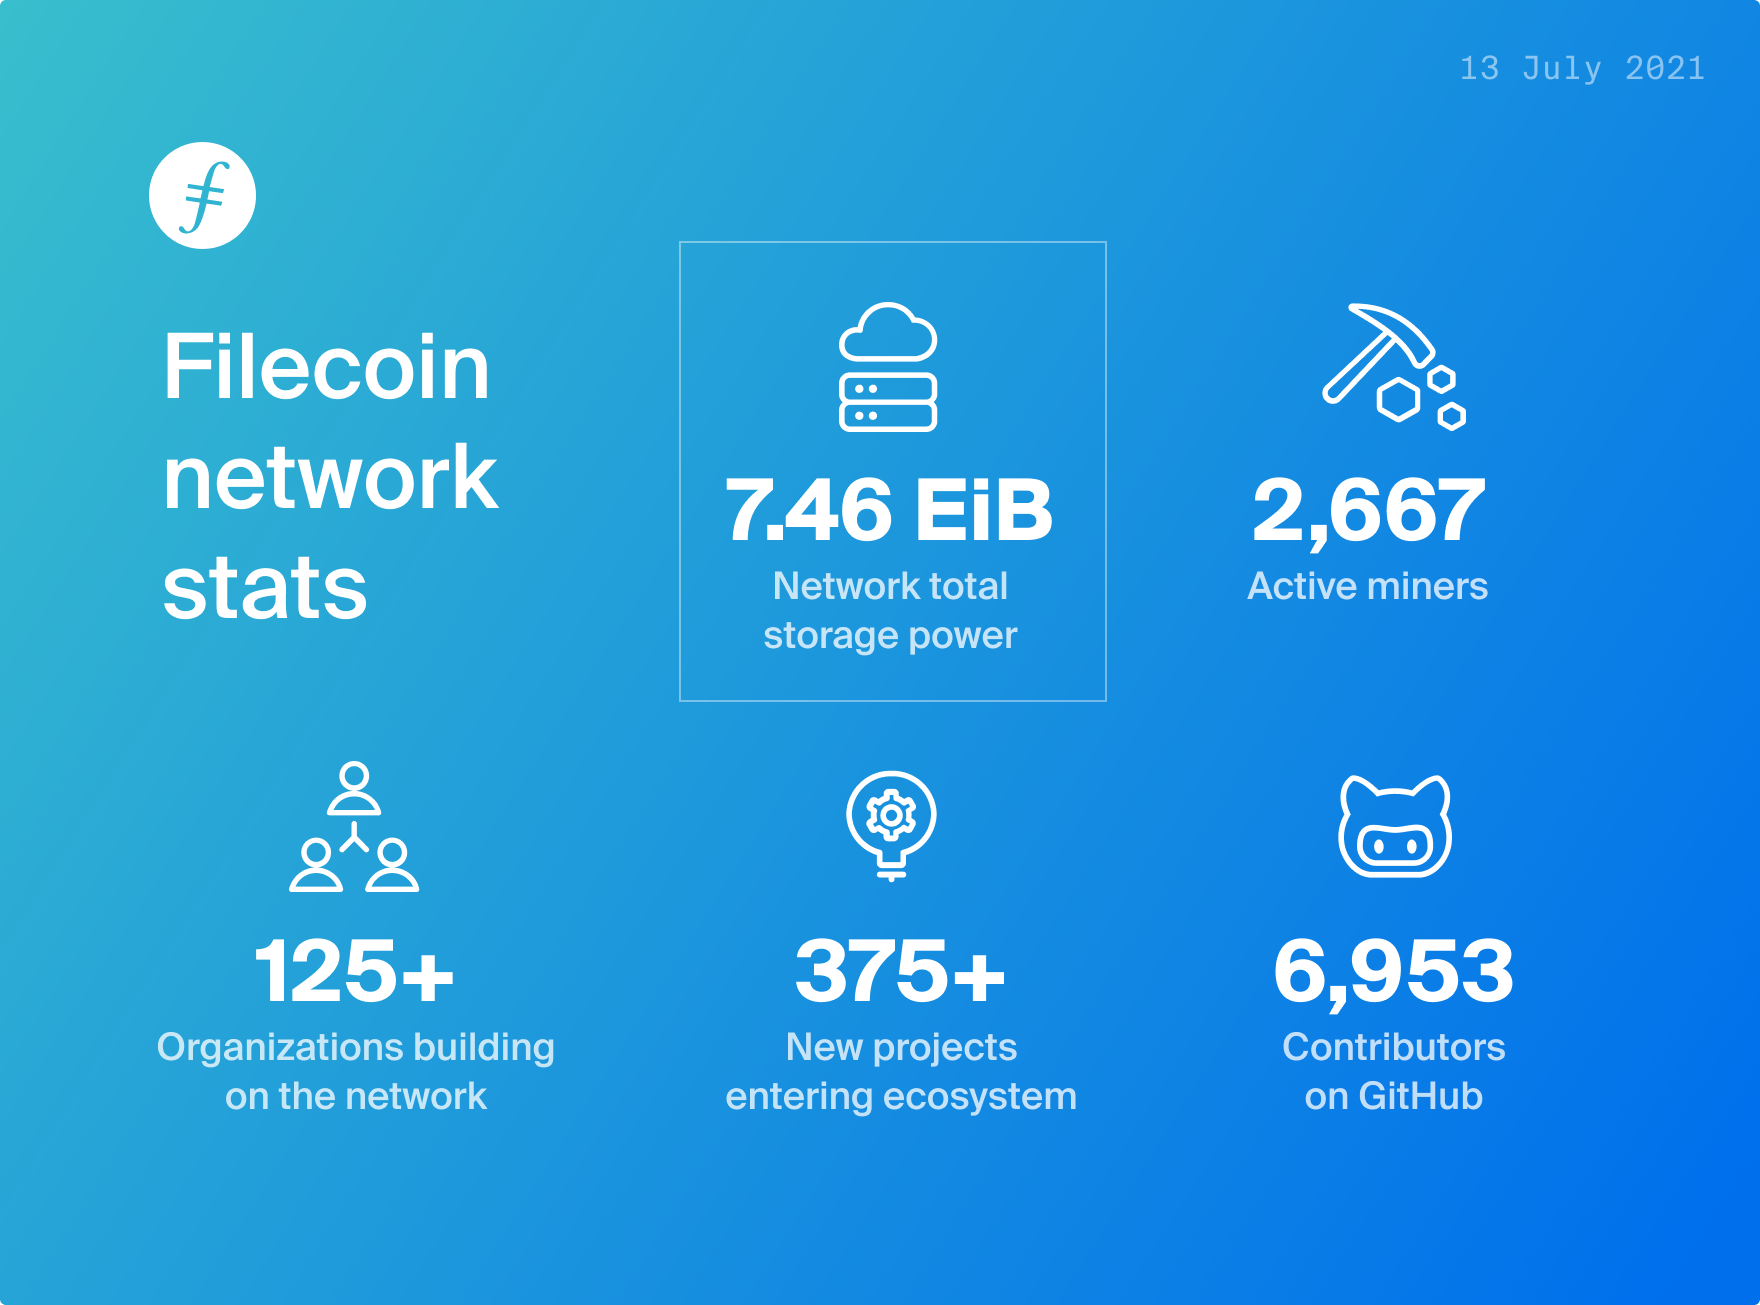 13 July 2021
Filecoin
network
stats
7.46 EiB
Network total
storage power
2,667
Active miners
125+
Organizations building
on the network
375+
New projects
entering ecosystem
6,953
Contributors
on GitHub